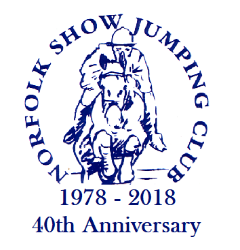 NORFOLK SHOW JUMPING CLUB
1978 - 2018
40th Anniversary